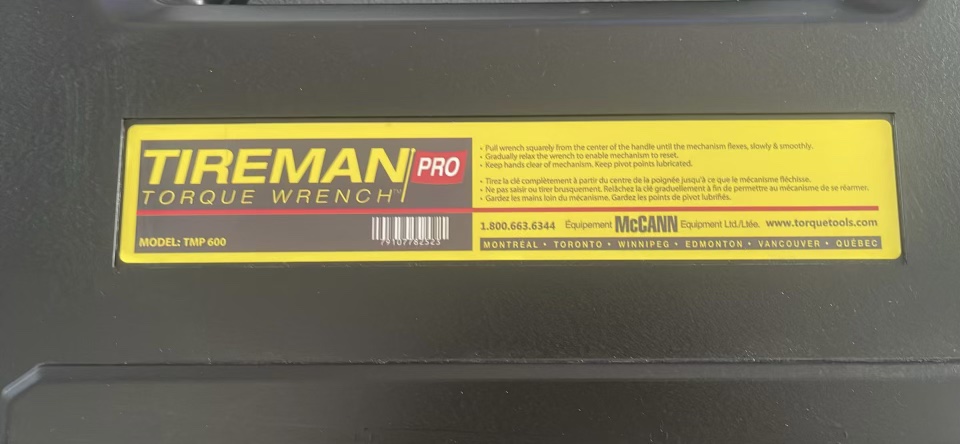 TIREMAN PRO
TORQUE WRENCH™
MODEL: TMP 600
79107782523
• Pull wrench squarely from the center of the handle until the mechanism flexes, slowly & smoothly.
• Gradually relax the wrench to enable mechanism to reset.
• Keep hands clear of mechanism. Keep pivot points lubricated.
• Tirez la clé complètement à partir du centre de la poignée jusqu'à ce que le mécanisme fléchisse.
• Ne pas saisir ou tirer brusquement. Relâchez la clé graduellement à fin de permettre au mécanisme de se réarmer.
• Gardez les mains loin du mécanisme. Gardez les points de pivot lubrifiés.
1.800.663.6344 Équipement McCANN Equipment Ltd./Ltée. www.torquetools.com
MONTRÉAL • TORONTO • WINNIPEG • EDMONTON • VANCOUVER • QUÉBEC